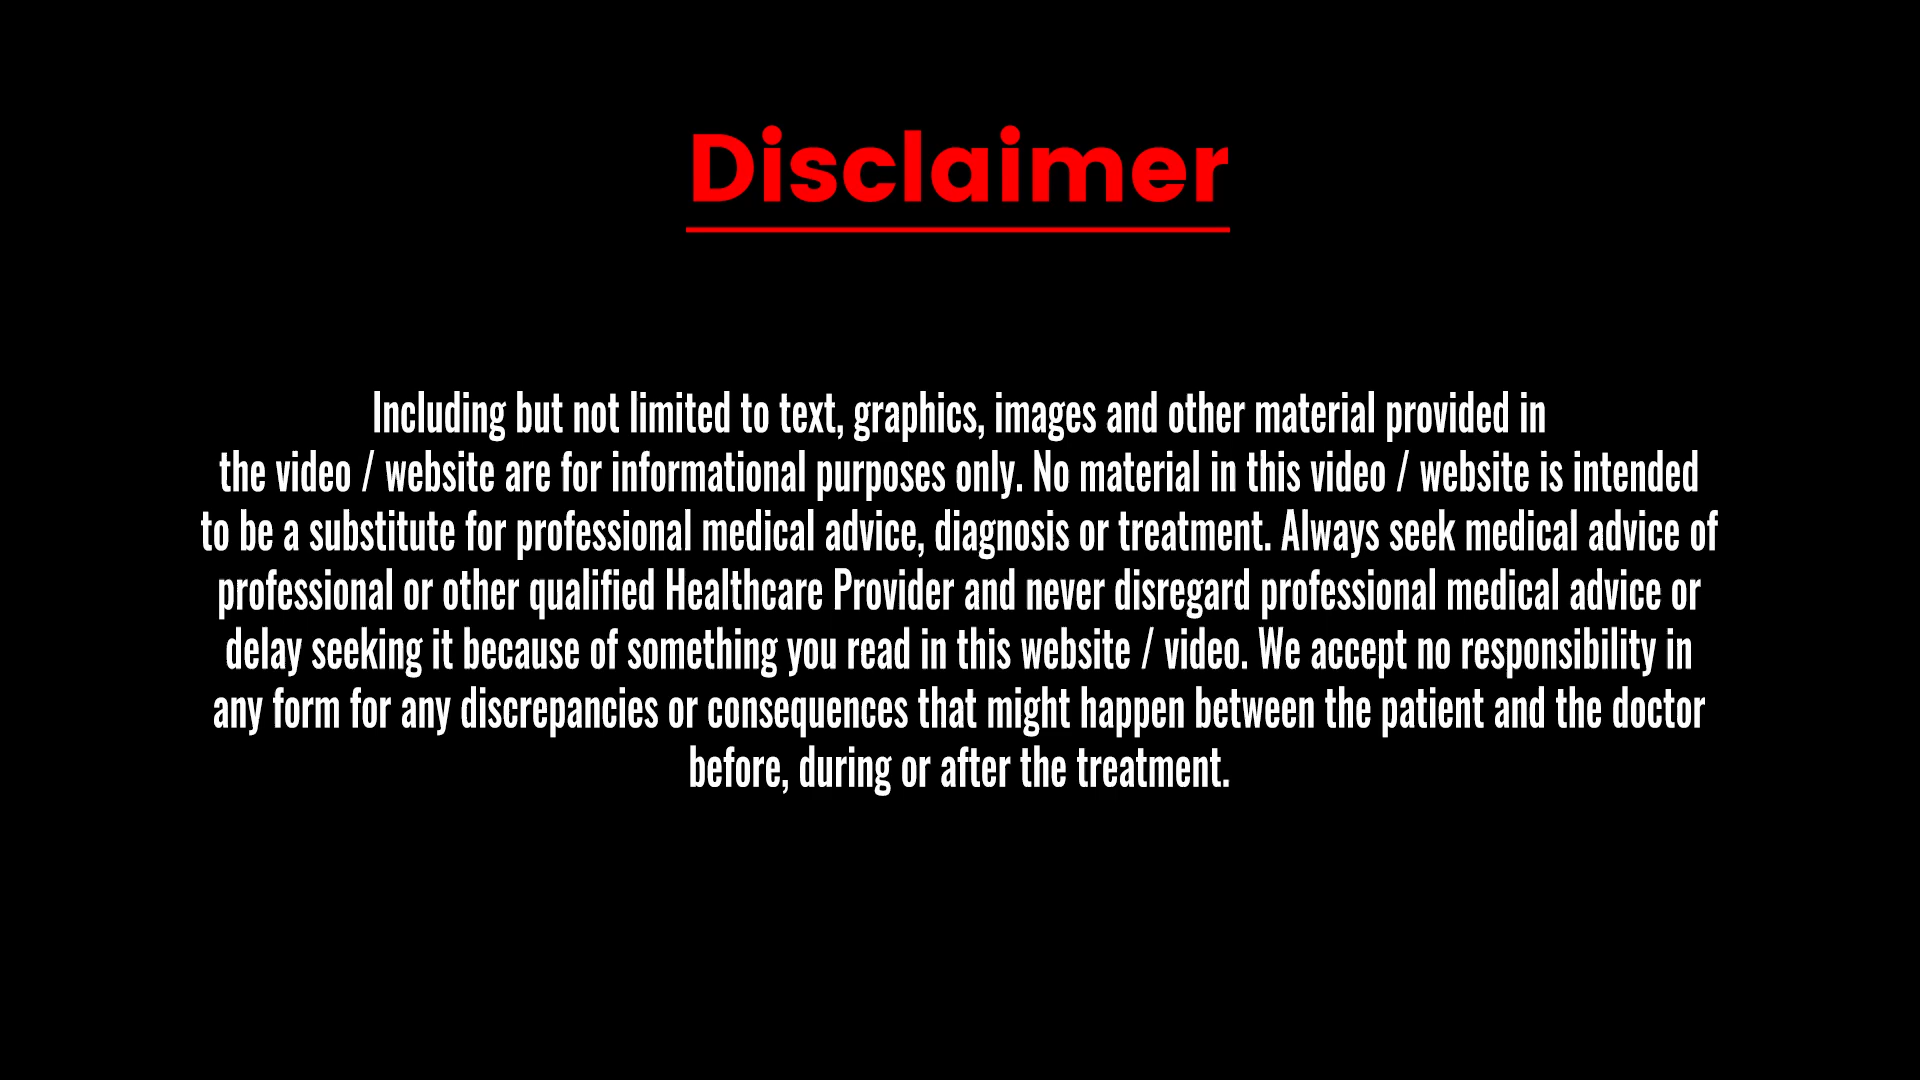 Disclaimer
Including but not limited to text, graphics, images and other material provided in
the video / website are for informational purposes only. No material in this video / website is intended
to be a substitute for professional medical advice, diagnosis or treatment. Always seek medical advice of
professional or other qualified Healthcare Provider and never disregard professional medical advice or
delay seeking it because of something you read in this website / video. We accept no responsibility in
any form for any discrepancies or consequences that might happen between the patient and the doctor
before, during or after the treatment.